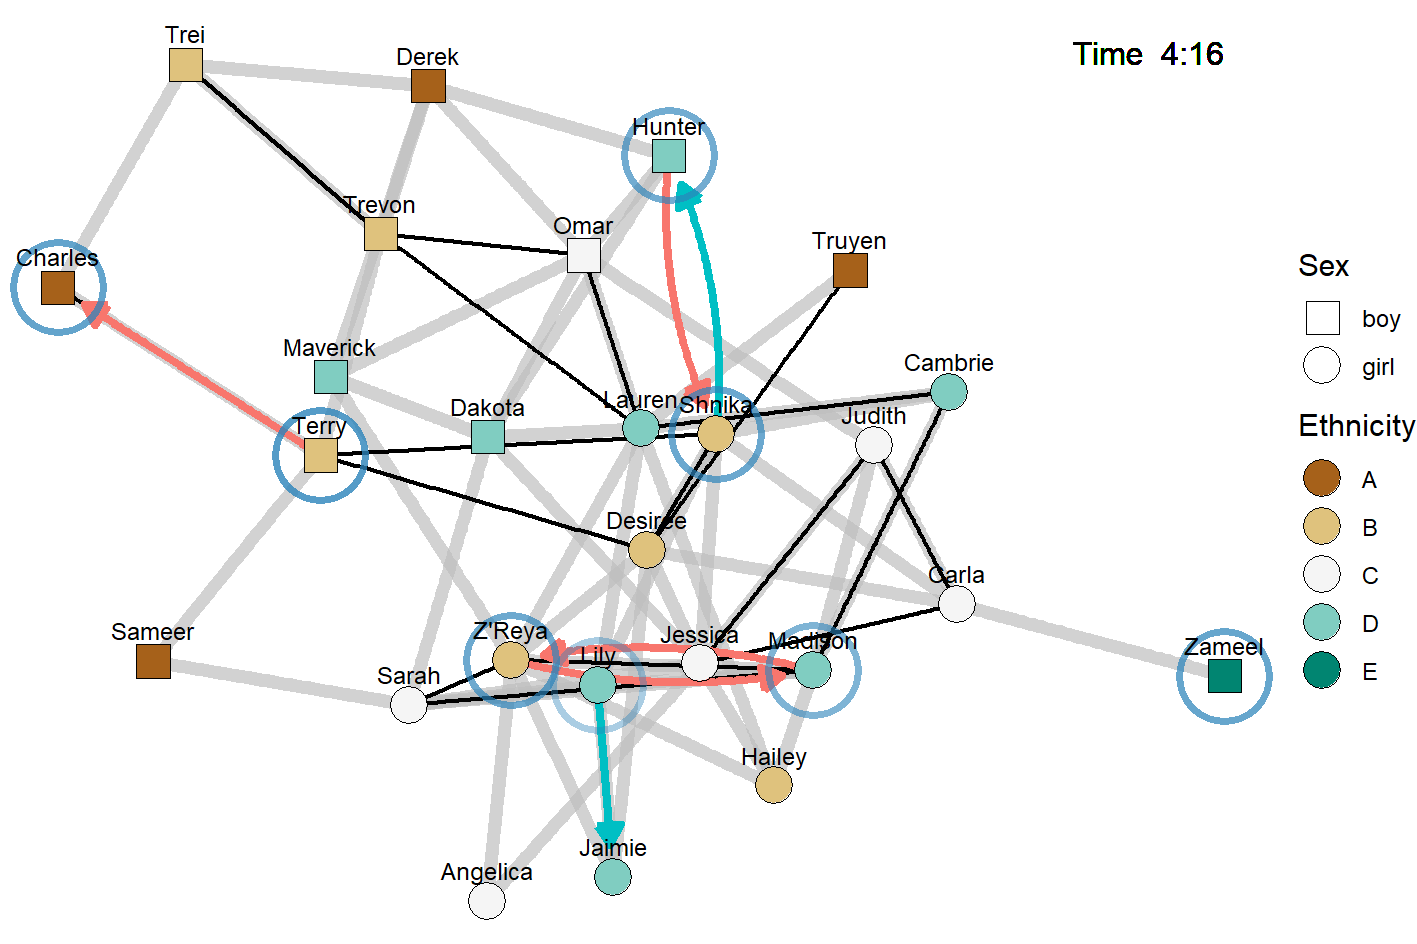 Trei
Derek
Time 4:16
Hunter
Trevon
Omar
Truyen
Charles
Sex
boy
girl
Maverick
Cambrie
Dakota
Lauren
Shnika
Judith
Terry
Ethnicity
A
B
C
D
E
Desiree
Carla
Sameer
Z'Reya
Jessica
Madison
Lily
Zameel
Sarah
Hailey
Jaimie
Angelica